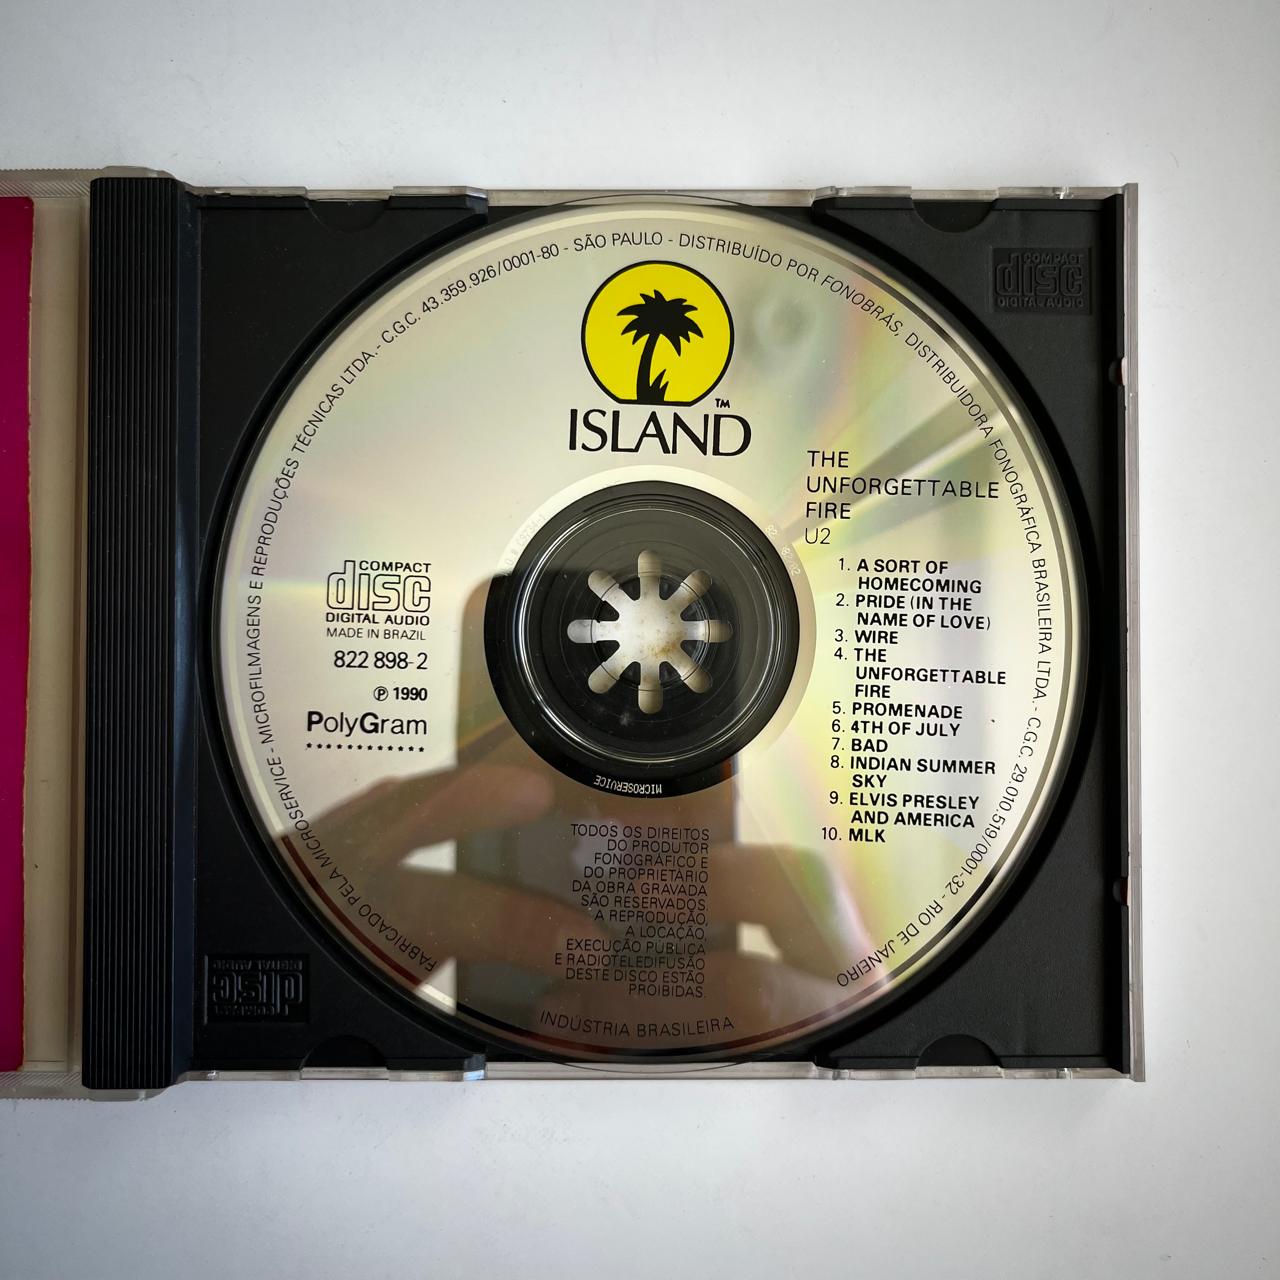 FABRICADO PELA MICROSERVICE - MICROFILMAGENS E REPRODUÇÕES TÉCNICAS LTDA. - C.G.C. 43.359.926/0001-80 - SÃO PAULO - DISTRIBUÍDO POR FONOBRÁS, DISTRIBUIDORA FONOGRÁFICA BRASILEIRA LTDA. - C.G.C. 29.010.519/0001-32 - RIO DE JANEIRO
TM
ISLAND
COMPACT
disc
DIGITAL AUDIO
THE
UNFORGETTABLE
FIRE
U2
COMPACT
disc
DIGITAL AUDIO
MADE IN BRAZIL
822 898-2
Ⓟ 1990
PolyGram
1. A SORT OF
HOMECOMING
2. PRIDE (IN THE
NAME OF LOVE)
3. WIRE
4. THE
UNFORGETTABLE
FIRE
5. PROMENADE
6. 4TH OF JULY
7. BAD
8. INDIAN SUMMER
SKY
9. ELVIS PRESLEY
AND AMERICA
10. MLK
MICROSERVICE
TODOS OS DIREITOS
DO PRODUTOR
FONOGRÁFICO E
DO PROPRIETÁRIO
DA OBRA GRAVADA
SÃO RESERVADOS.
A REPRODUÇÃO,
A LOCAÇÃO,
EXECUÇÃO PÚBLICA
E RADIOTELEDIFUSÃO
DESTE DISCO ESTÃO
PROIBIDAS.
INDÚSTRIA BRASILEIRA
COMPACT
disc
DIGITAL AUDIO